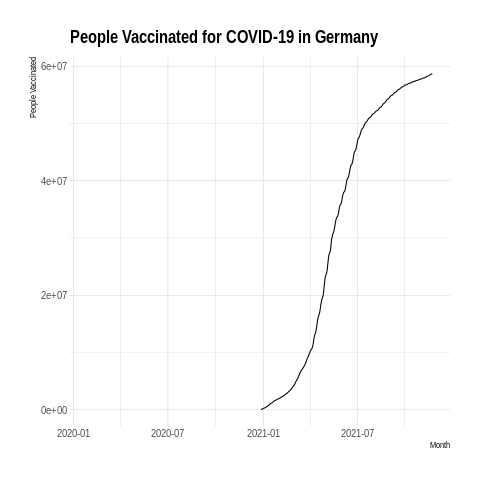 People Vaccinated for COVID-19 in Germany
People Vaccinated
6e+07
4e+07
2e+07
0e+00
2020-01 2020-07 2021-01 2021-07
Month